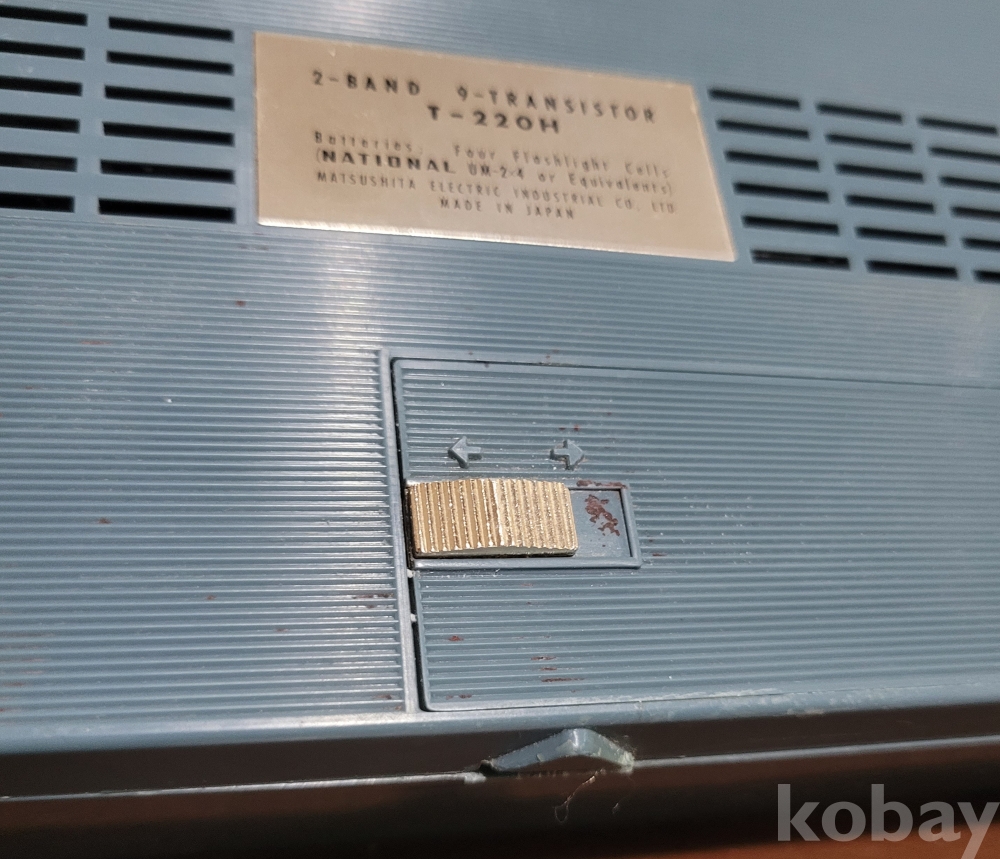 2-BAND 9-TRANSISTOR
T-220H
Batteries: Four Flashlight Cells
(NATIONAL UM-2·4 or Equivalents)
MATSUSHITA ELECTRIC INDUSTRIAL CO., LTD
MADE IN JAPAN
kobay